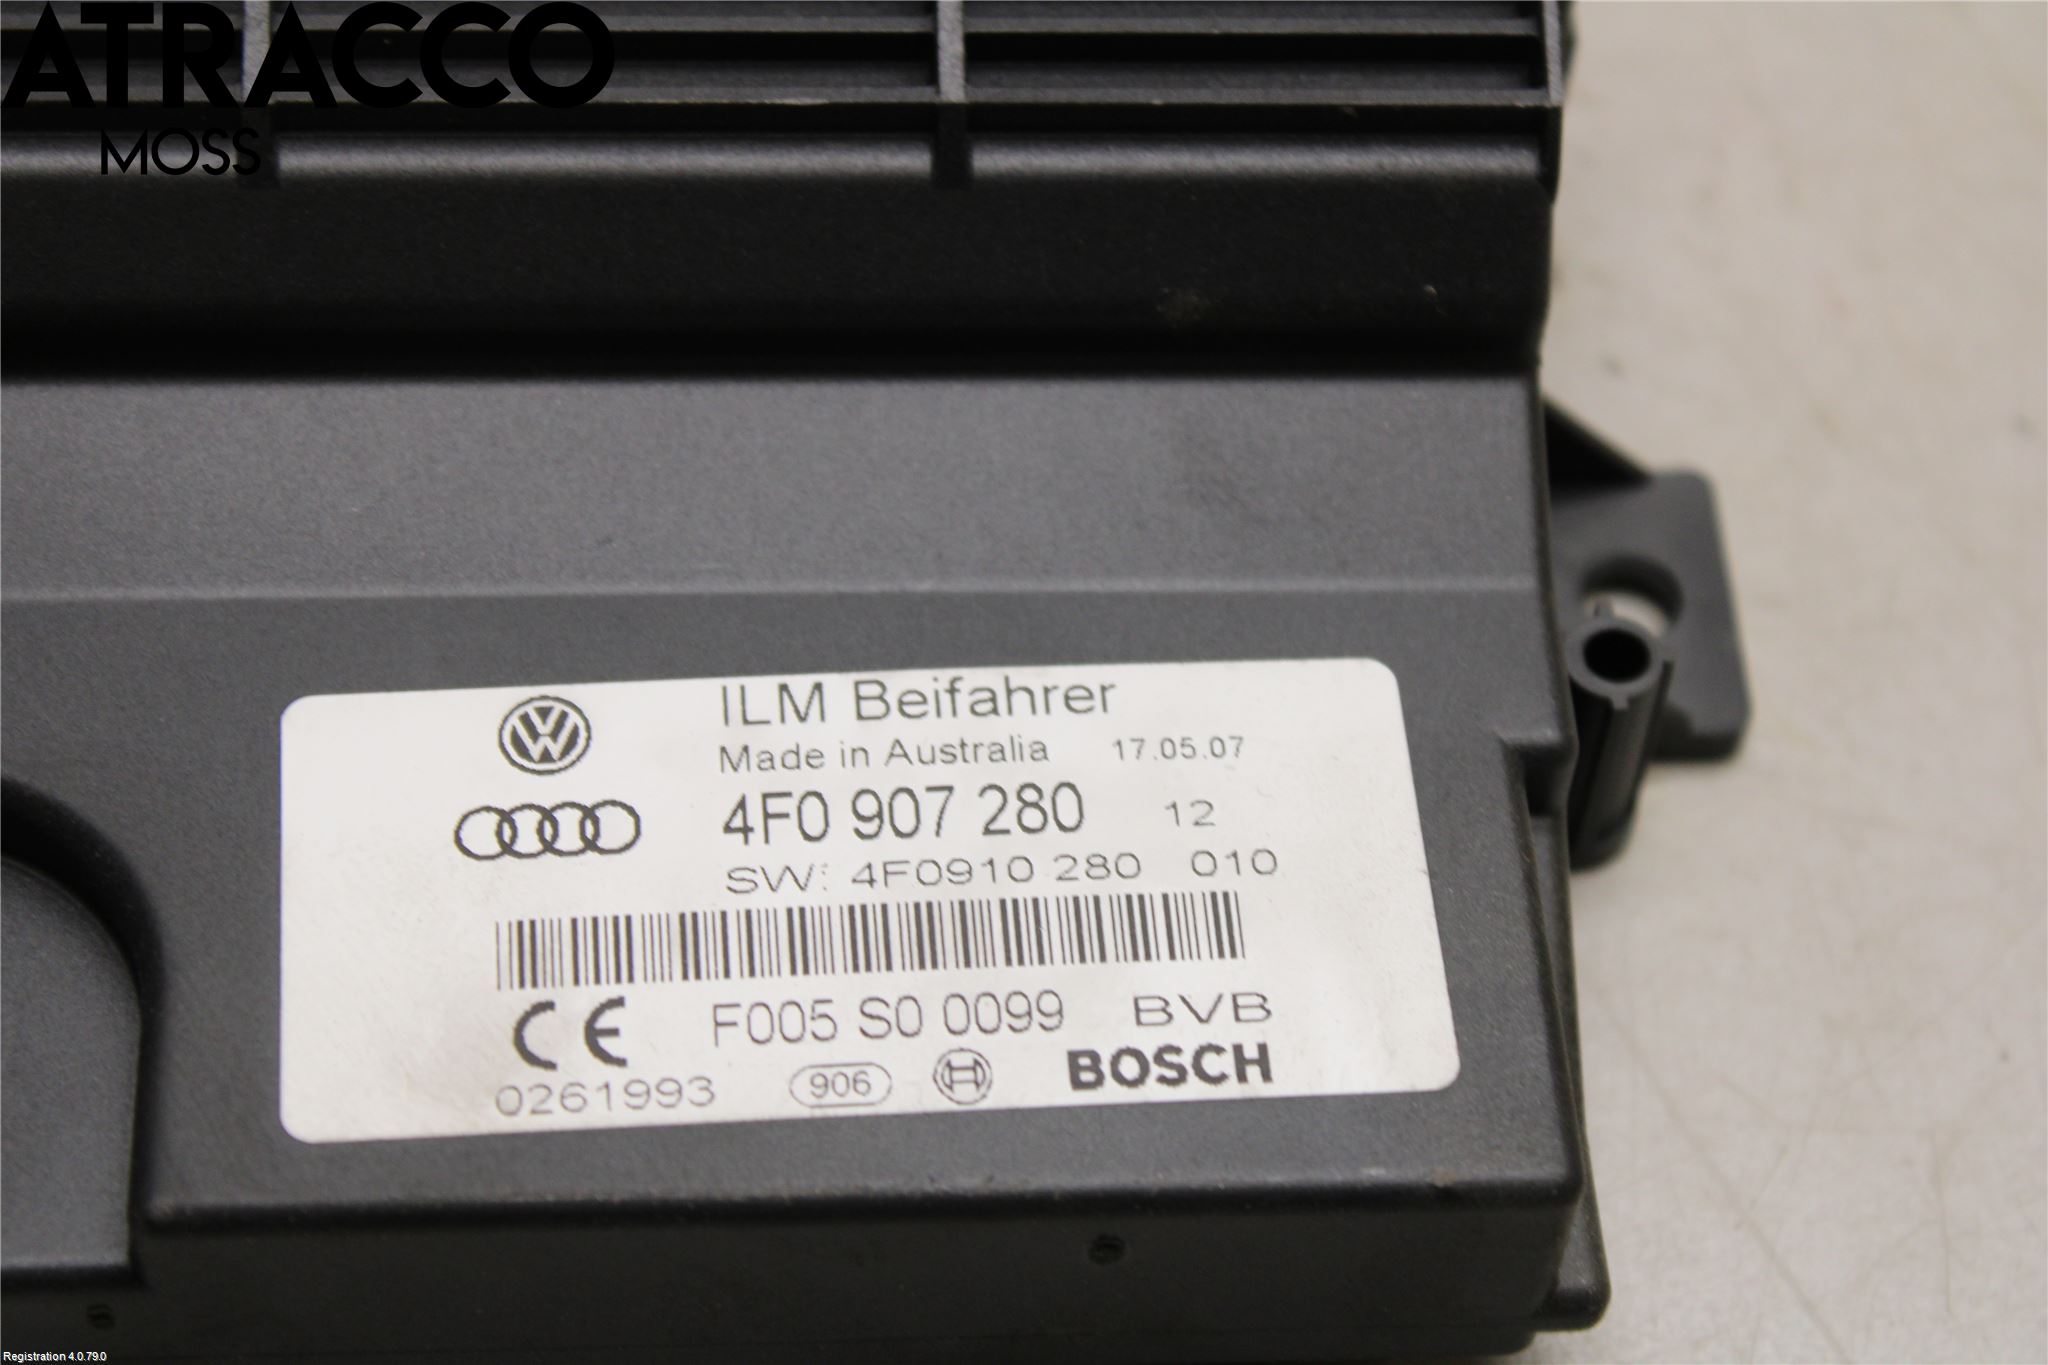 ATRACCO
MOSS
ILM Beifahrer
Made in Australia 17.05.07
4F0 907 280 12
SW: 4F0910 280 010
CE F005 S0 0099 BVB
0261993 906 BOSCH
Registration 4.0.79.0